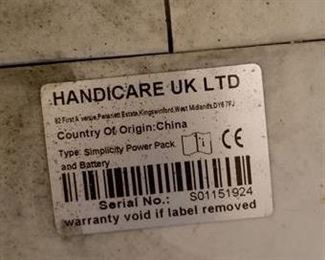 HANDICARE UK LTD
82 First Avenue, Pensnett Estate, Kingswinford, West Midlands, DY6 7FJ
Country Of Origin:China
Type: Simplicity Power Pack
and Battery
CE
Serial No.: S01151924
warranty void if label removed